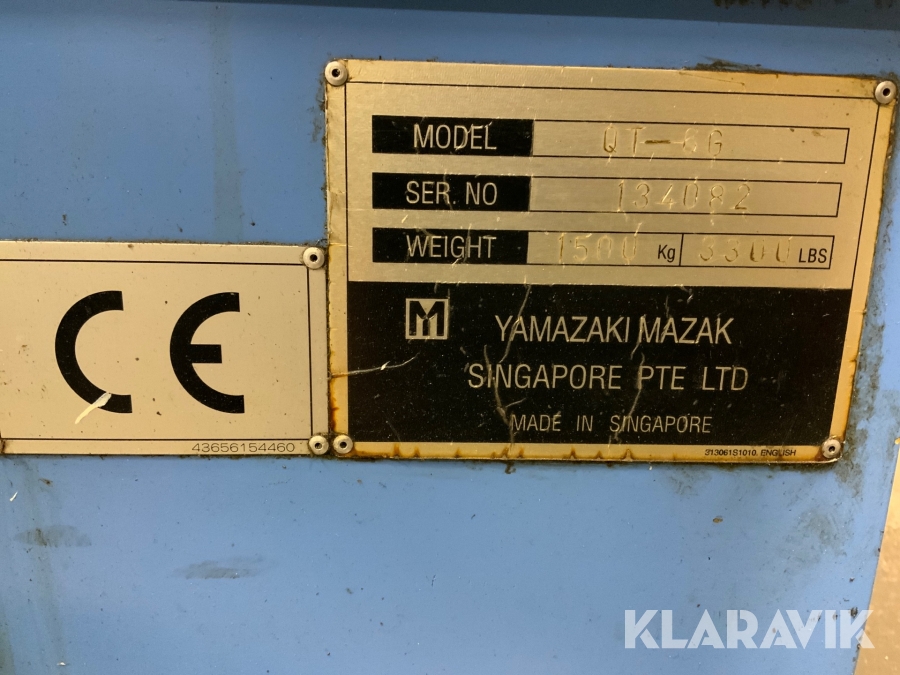 MODEL QT-6G
SER. NO 134082
WEIGHT 1500 Kg 3300 LBS
M YAMAZAKI MAZAK
SINGAPORE PTE LTD
MADE IN SINGAPORE
313061S1010. ENGLISH
CE
43656154460
KLARAVIK